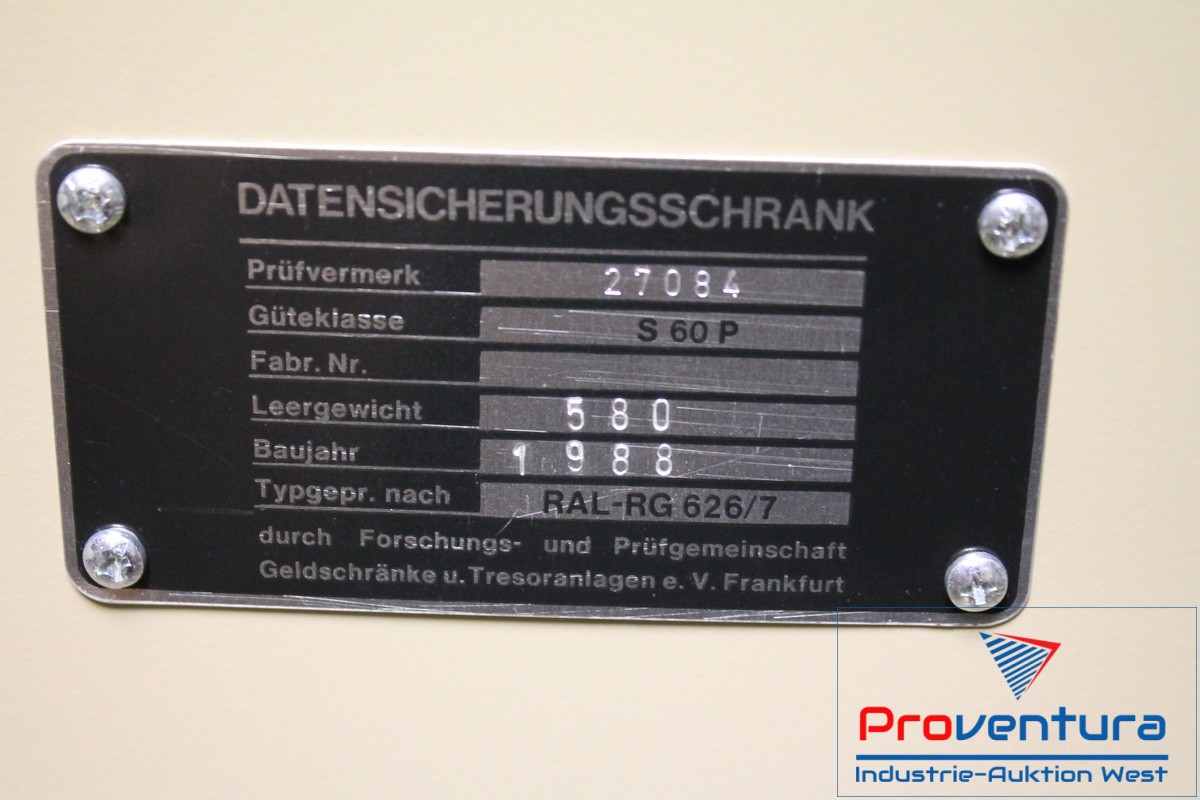 DATENSICHERUNGSSCHRANK
Prüfvermerk 27084
Güteklasse S 60 P
Fabr. Nr.
Leergewicht 580
Baujahr 1988
Typgepr. nach RAL-RG 626/7
durch Forschungs- und Prüfgemeinschaft
Geldschränke u. Tresoranlagen e. V. Frankfurt
Proventura
Industrie-Auktion West